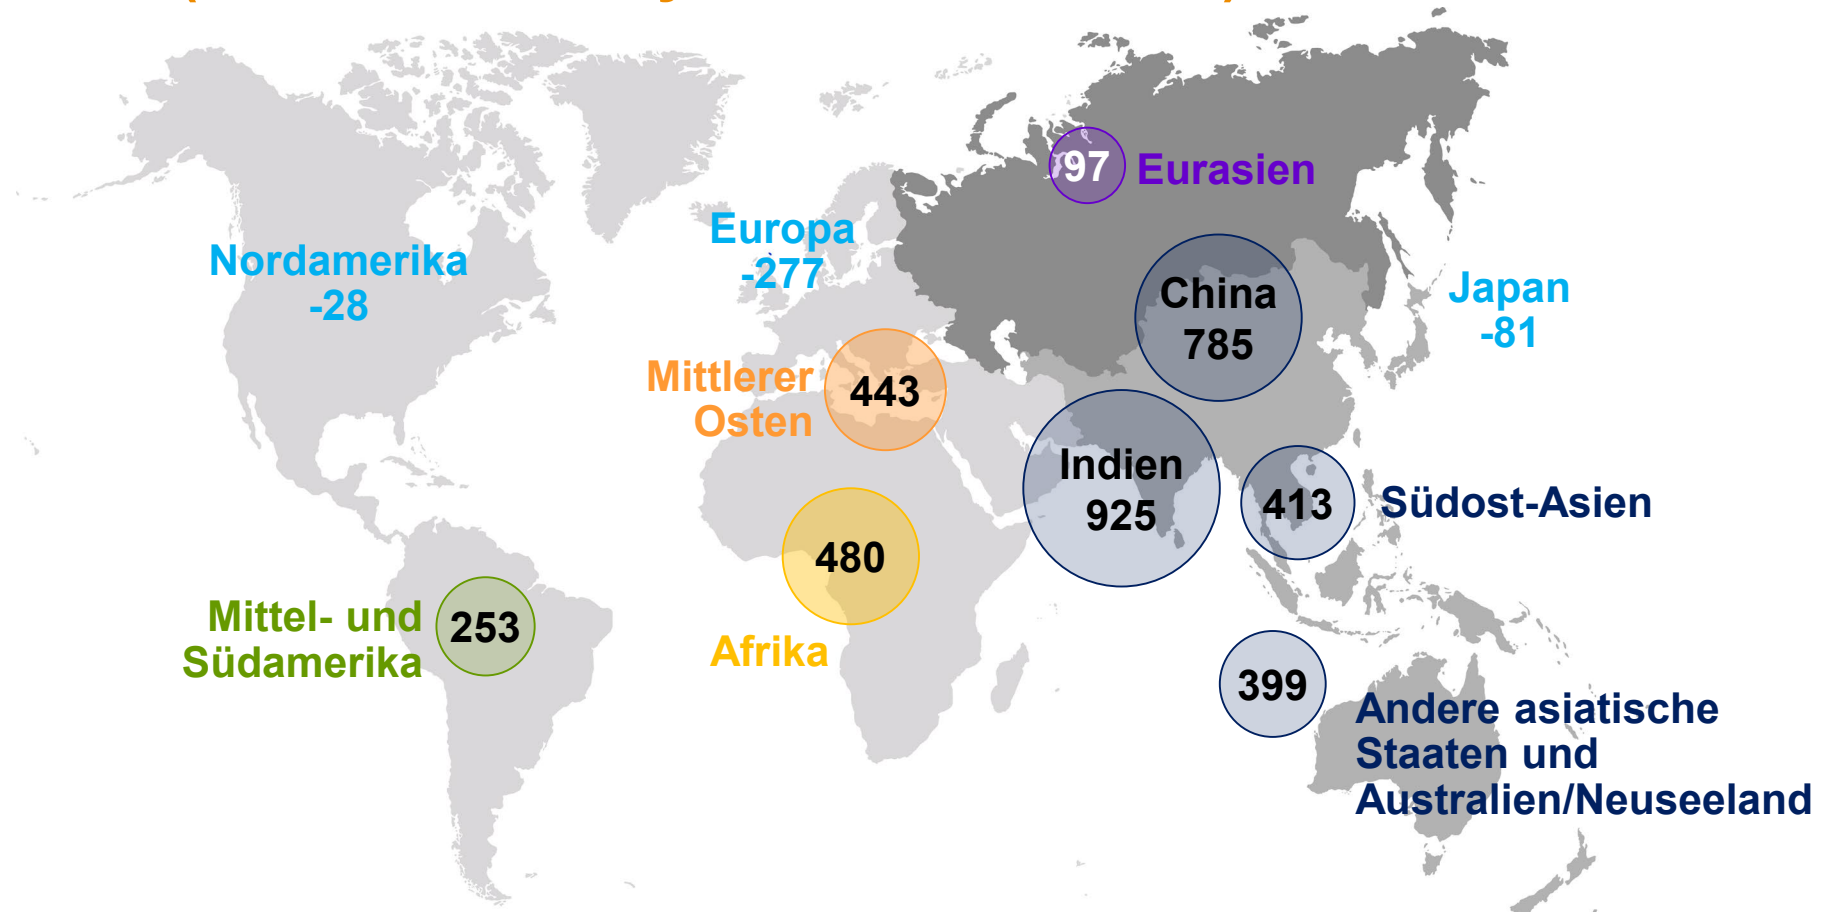 97
Eurasien
Europa
-277
Nordamerika
-28
China
785
Japan
-81
Mittlerer
Osten
443
Indien
925
413
Südost-Asien
480
Afrika
Mittel- und
Südamerika
253
399
Andere asiatische
Staaten und
Australien/Neuseeland